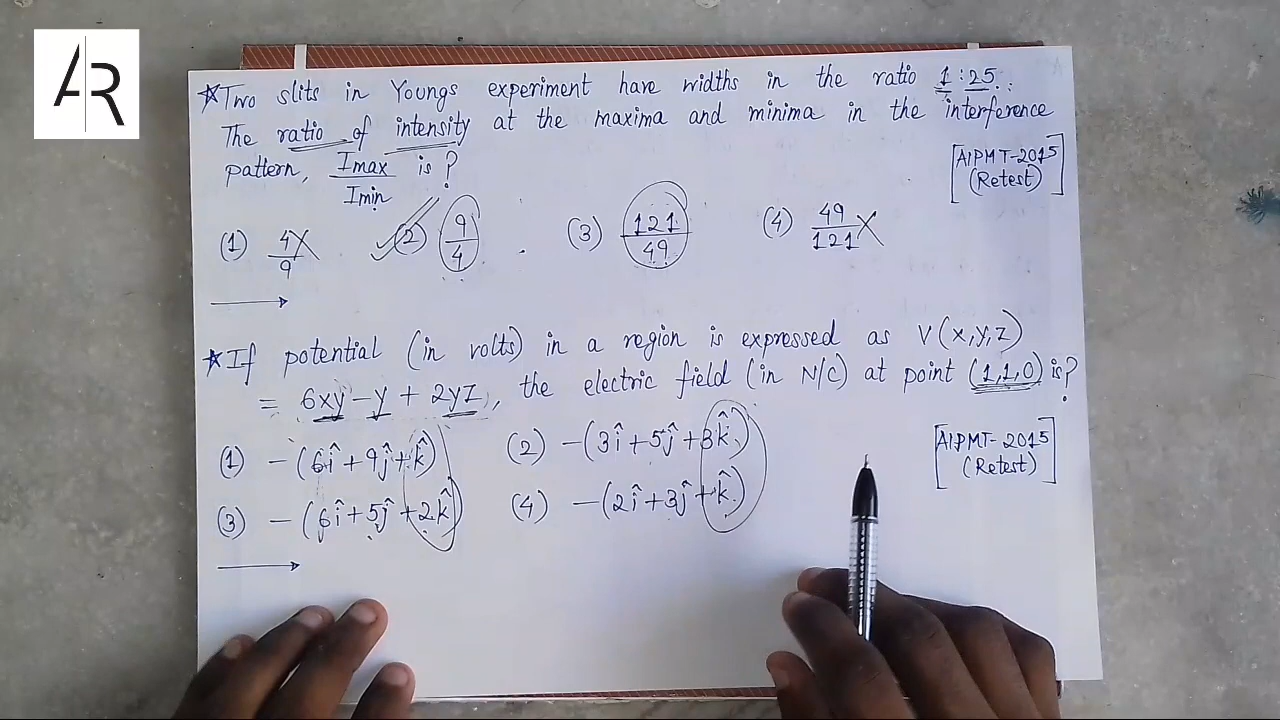 AR
☆Two slits in Youngs experiment have widths in the ratio 1:25.:
The ratio of intensity at the maxima and minima in the interference
pattern, Imax/Imin is ?
[AIPMT-2015 (Retest)]
(1) 4/9 (2) 9/4 (3) 121/49 (4) 49/121
☆If potential (in volts) in a region is expressed as V(x,y,z)
= 6xy - y + 2yz, the electric field (in N/C) at point (1,1,0) is?
(1) -(6î+9ĵ+k̂) (2) -(3î+5ĵ+3k̂)
[AIPMT-2015 (Retest)]
(3) -(6î+5ĵ+2k̂) (4) -(2î+3ĵ+k̂)